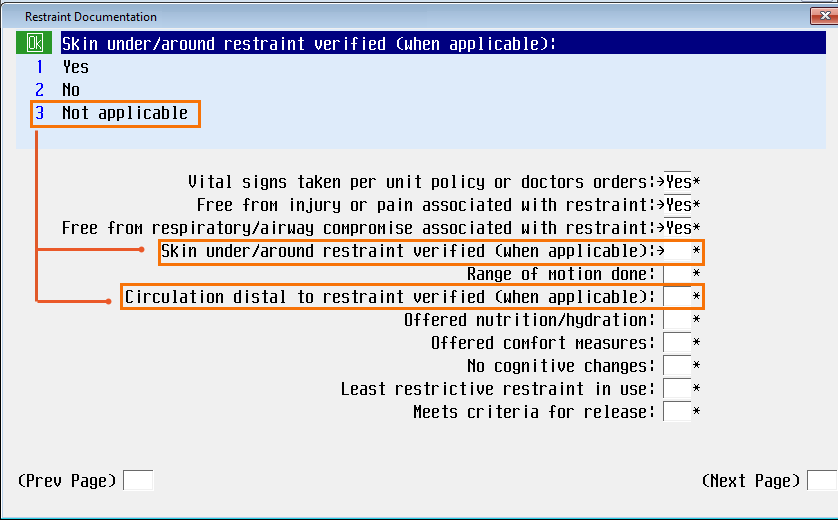 Restraint Documentation
Ok Skin under/around restraint verified (when applicable):
1 Yes
2 No
3 Not applicable
Vital signs taken per unit policy or doctors orders:→Yes*
Free from injury or pain associated with restraint:→Yes*
Free from respiratory/airway compromise associated with restraint:→Yes*
Skin under/around restraint verified (when applicable):→ *
Range of motion done: *
Circulation distal to restraint verified (when applicable): *
Offered nutrition/hydration: *
Offered comfort measures: *
No cognitive changes: *
Least restrictive restraint in use: *
Meets criteria for release: *
(Prev Page) (Next Page)